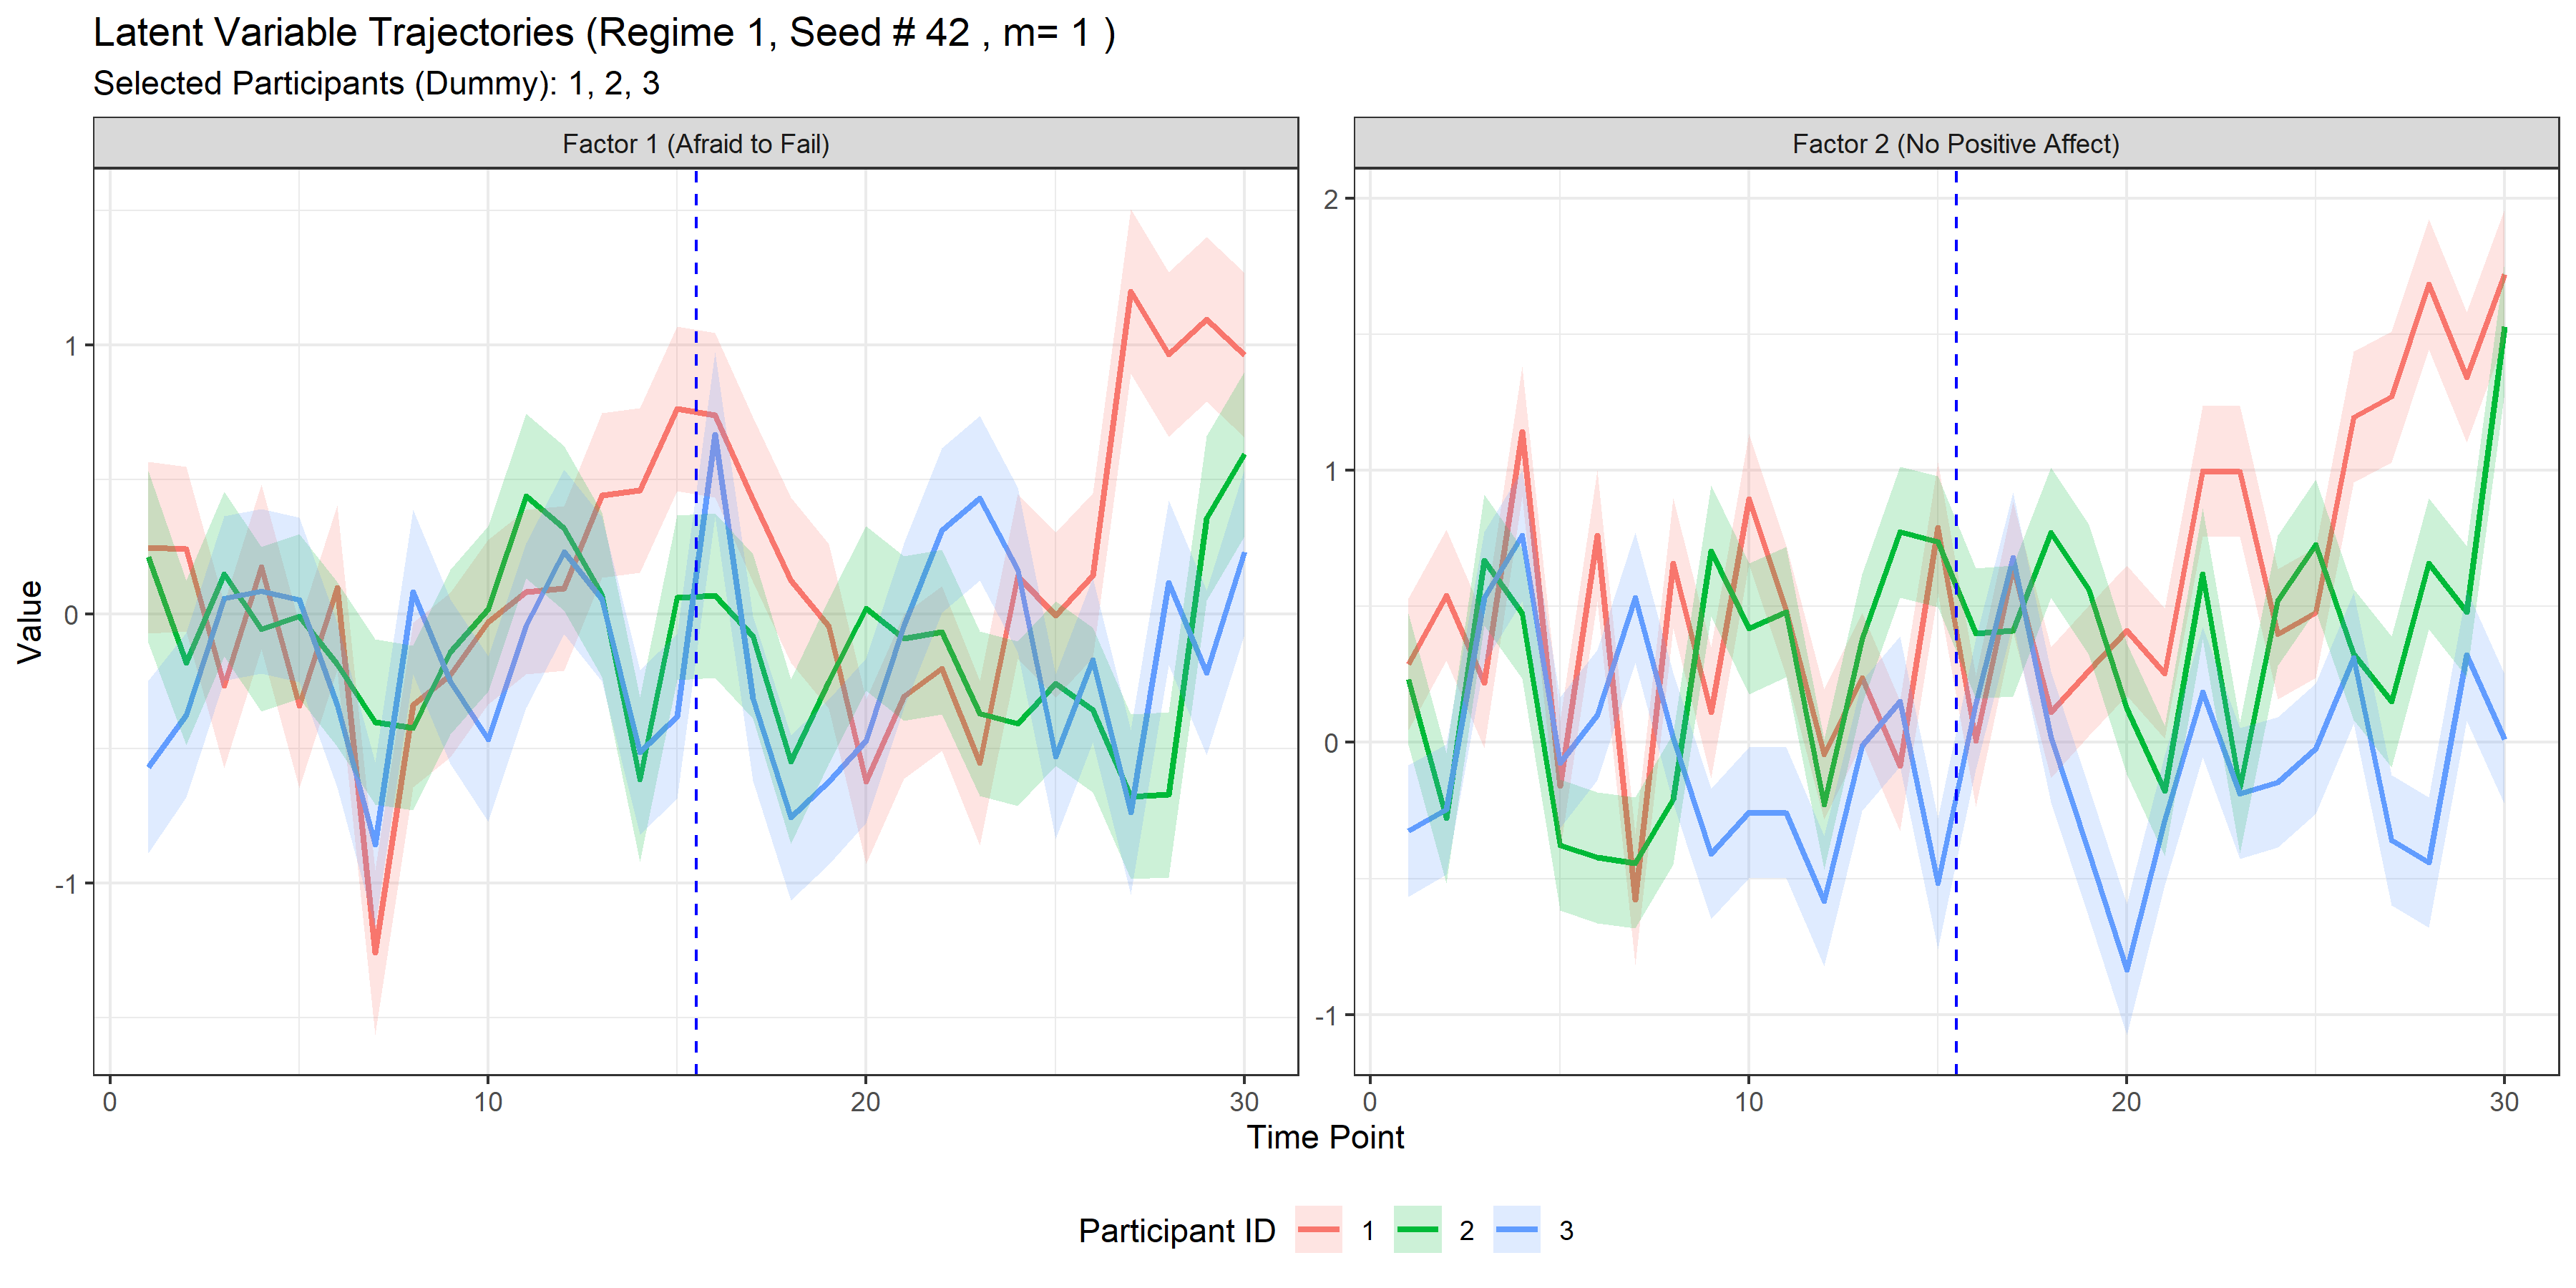 Latent Variable Trajectories (Regime 1, Seed # 42 , m= 1 )
Selected Participants (Dummy): 1, 2, 3
Factor 1 (Afraid to Fail)
Factor 2 (No Positive Affect)
Value
1
0
-1
2
1
0
-1
0 10 20 30
0 10 20 30
Time Point
Participant ID 1 2 3